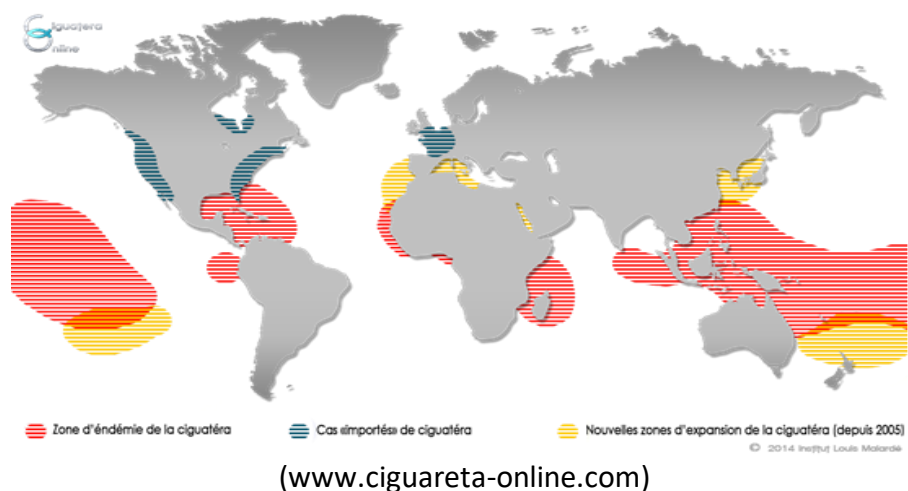 Ciguatera
Online
Zone d'éndémie de la ciguatéra
Cas «importés» de ciguatéra
Nouvelles zones d'expansion de la ciguatéra (depuis 2005)
© 2014 Institut Louis Malardé
(www.ciguareta-online.com)